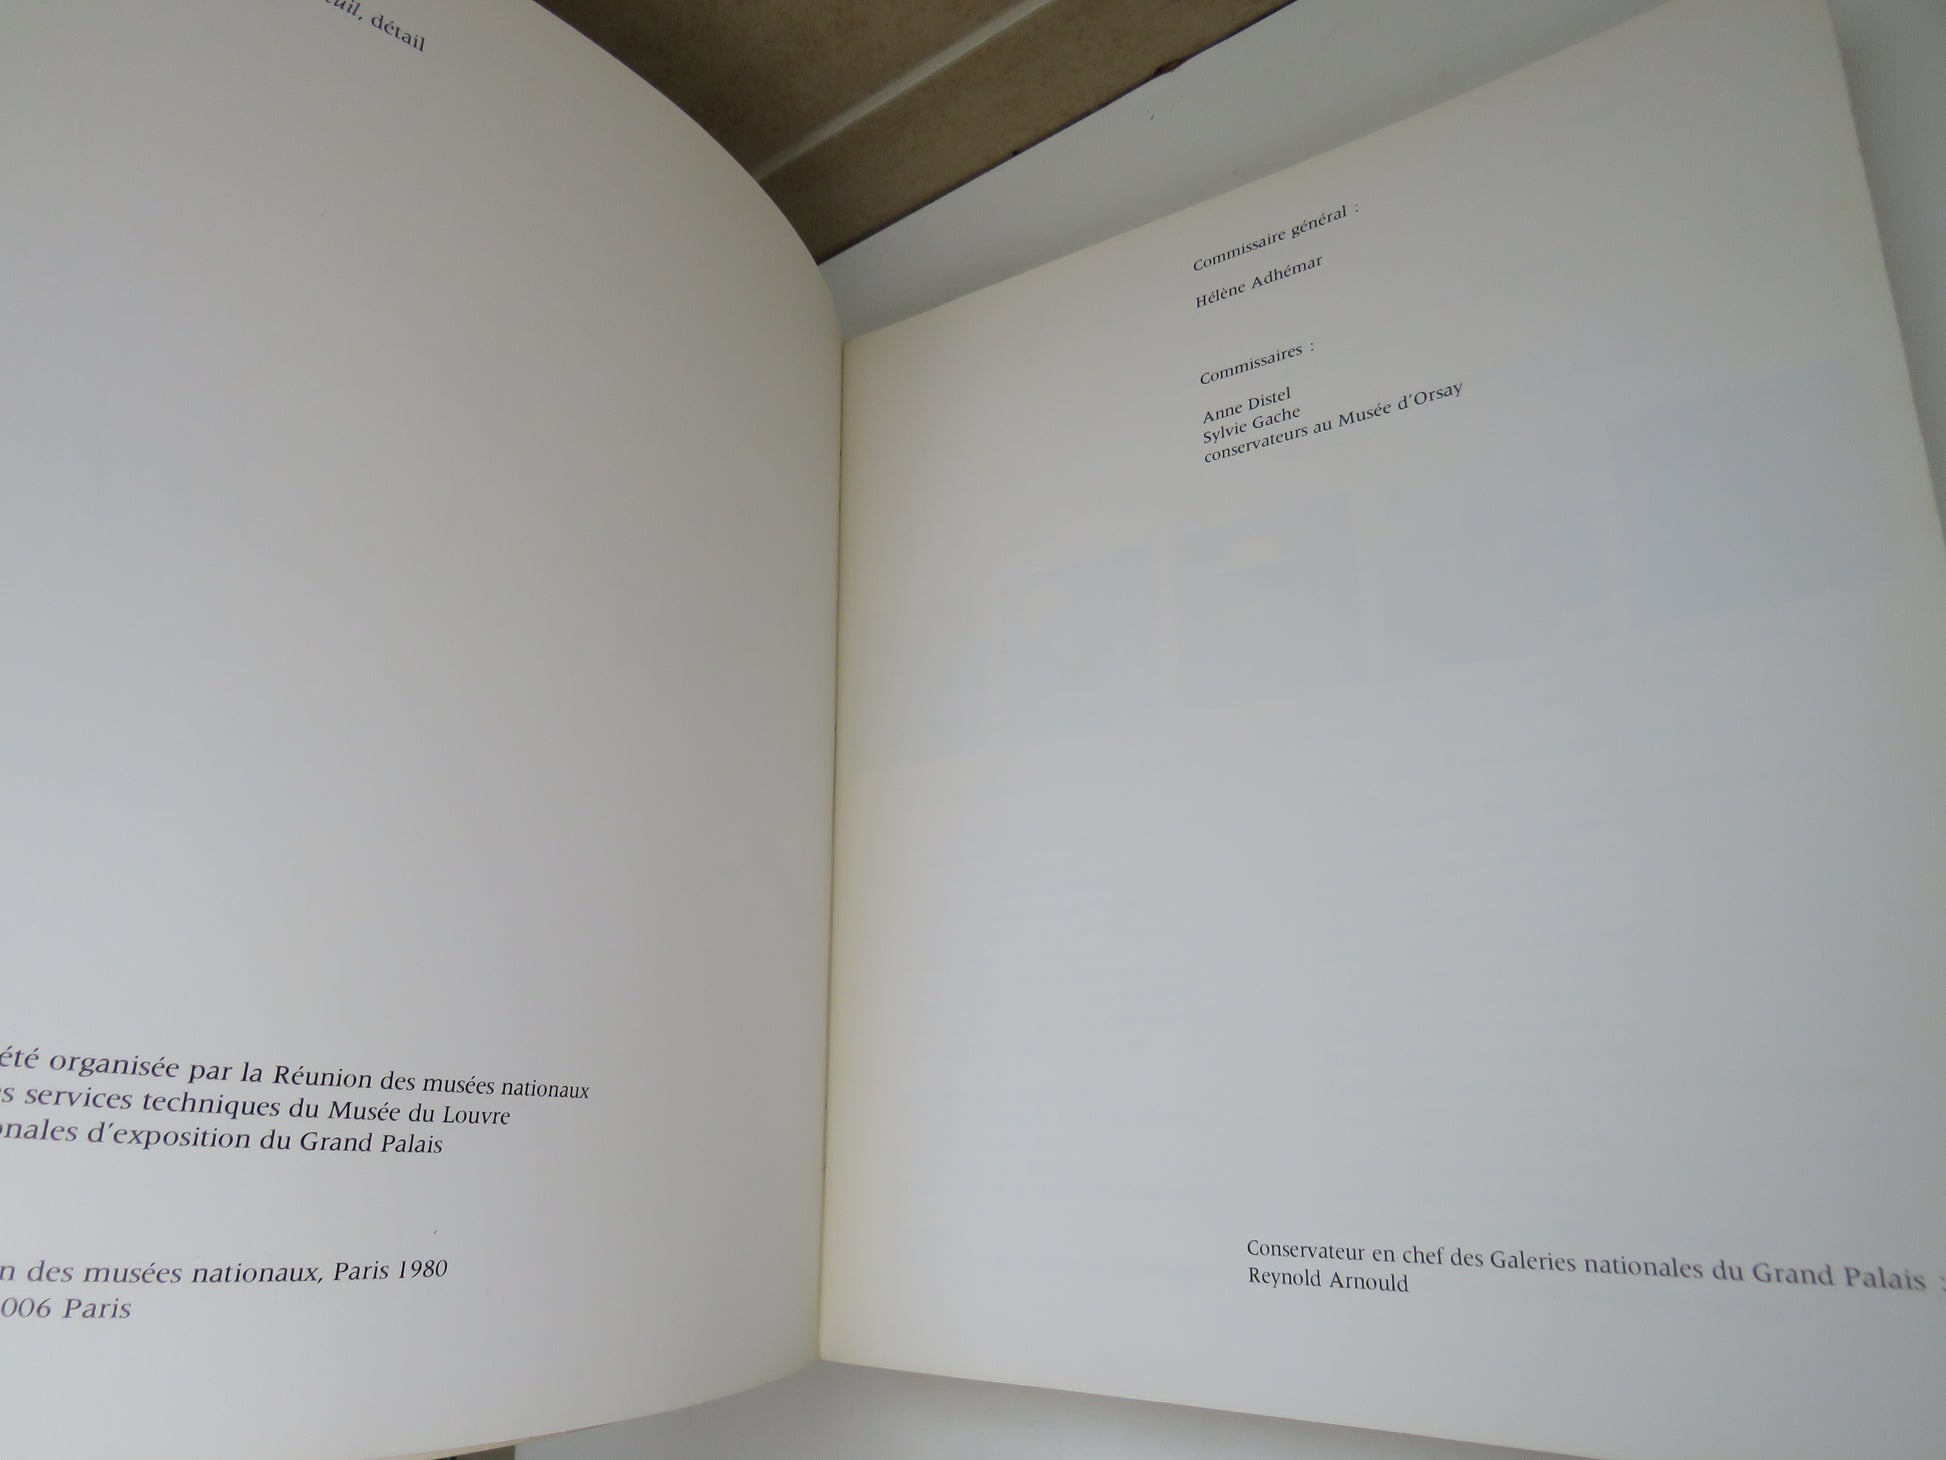 détail
été organisée par la Réunion des musées nationaux
services techniques du Musée du Louvre
d'exposition du Grand Palais
des musées nationaux, Paris 1980
006 Paris
Commissaire général :
Hélène Adhémar
Commissaires :
Anne Distel
Sylvie Gache
conservateurs au Musée d'Orsay
Conservateur en chef des Galeries nationales du Grand Palais :
Reynold Arnould